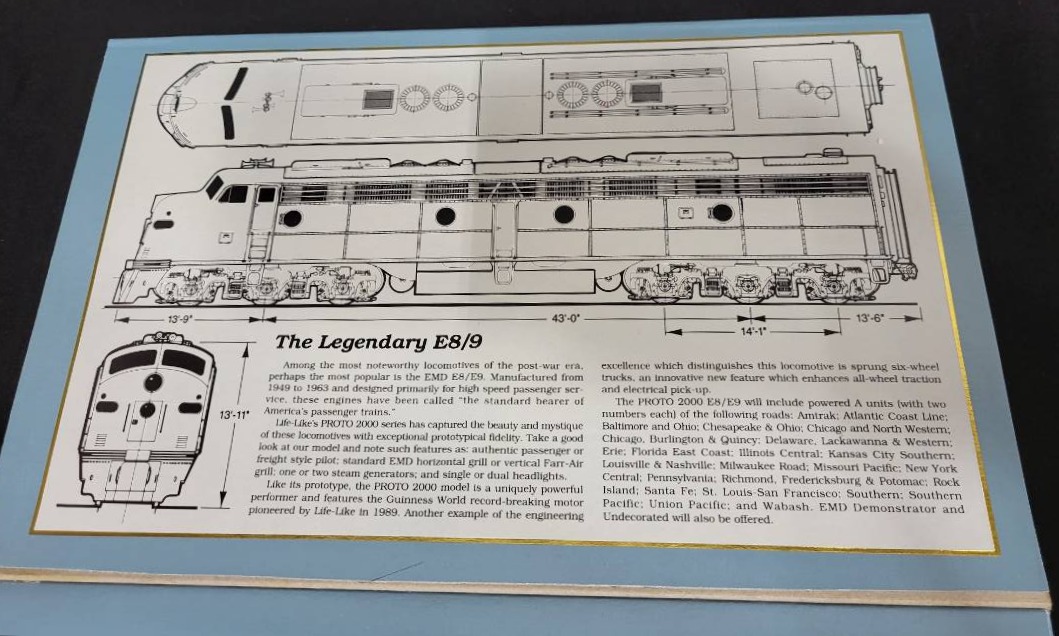 13'-9"
43'-0"
14'-1"
13'-6"
13'-11"
The Legendary E8/9
Among the most noteworthy locomotives of the post-war era,
perhaps the most popular is the EMD E8/E9. Manufactured from
1949 to 1963 and designed primarily for high speed passenger ser-
vice, these engines have been called "the standard bearer of
America's passenger trains."
Life-Like's PROTO 2000 series has captured the beauty and mystique
of these locomotives with exceptional prototypical fidelity. Take a good
look at our model and note such features as: authentic passenger or
freight style pilot; standard EMD horizontal grill or vertical Farr-Air
grill; one or two steam generators; and single or dual headlights.
Like its prototype, the PROTO 2000 model is a uniquely powerful
performer and features the Guinness World record-breaking motor
pioneered by Life-Like in 1989. Another example of the engineering
excellence which distinguishes this locomotive is sprung six-wheel
trucks, an innovative new feature which enhances all-wheel traction
and electrical pick-up.
The PROTO 2000 E8/E9 will include powered A units (with two
numbers each) of the following roads: Amtrak; Atlantic Coast Line;
Baltimore and Ohio; Chesapeake & Ohio; Chicago and North Western;
Chicago, Burlington & Quincy; Delaware, Lackawanna & Western;
Erie; Florida East Coast; Illinois Central; Kansas City Southern;
Louisville & Nashville; Milwaukee Road; Missouri Pacific; New York
Central; Pennsylvania; Richmond, Fredericksburg & Potomac; Rock
Island; Santa Fe; St. Louis-San Francisco; Southern; Southern
Pacific; Union Pacific; and Wabash. EMD Demonstrator and
Undecorated will also be offered.